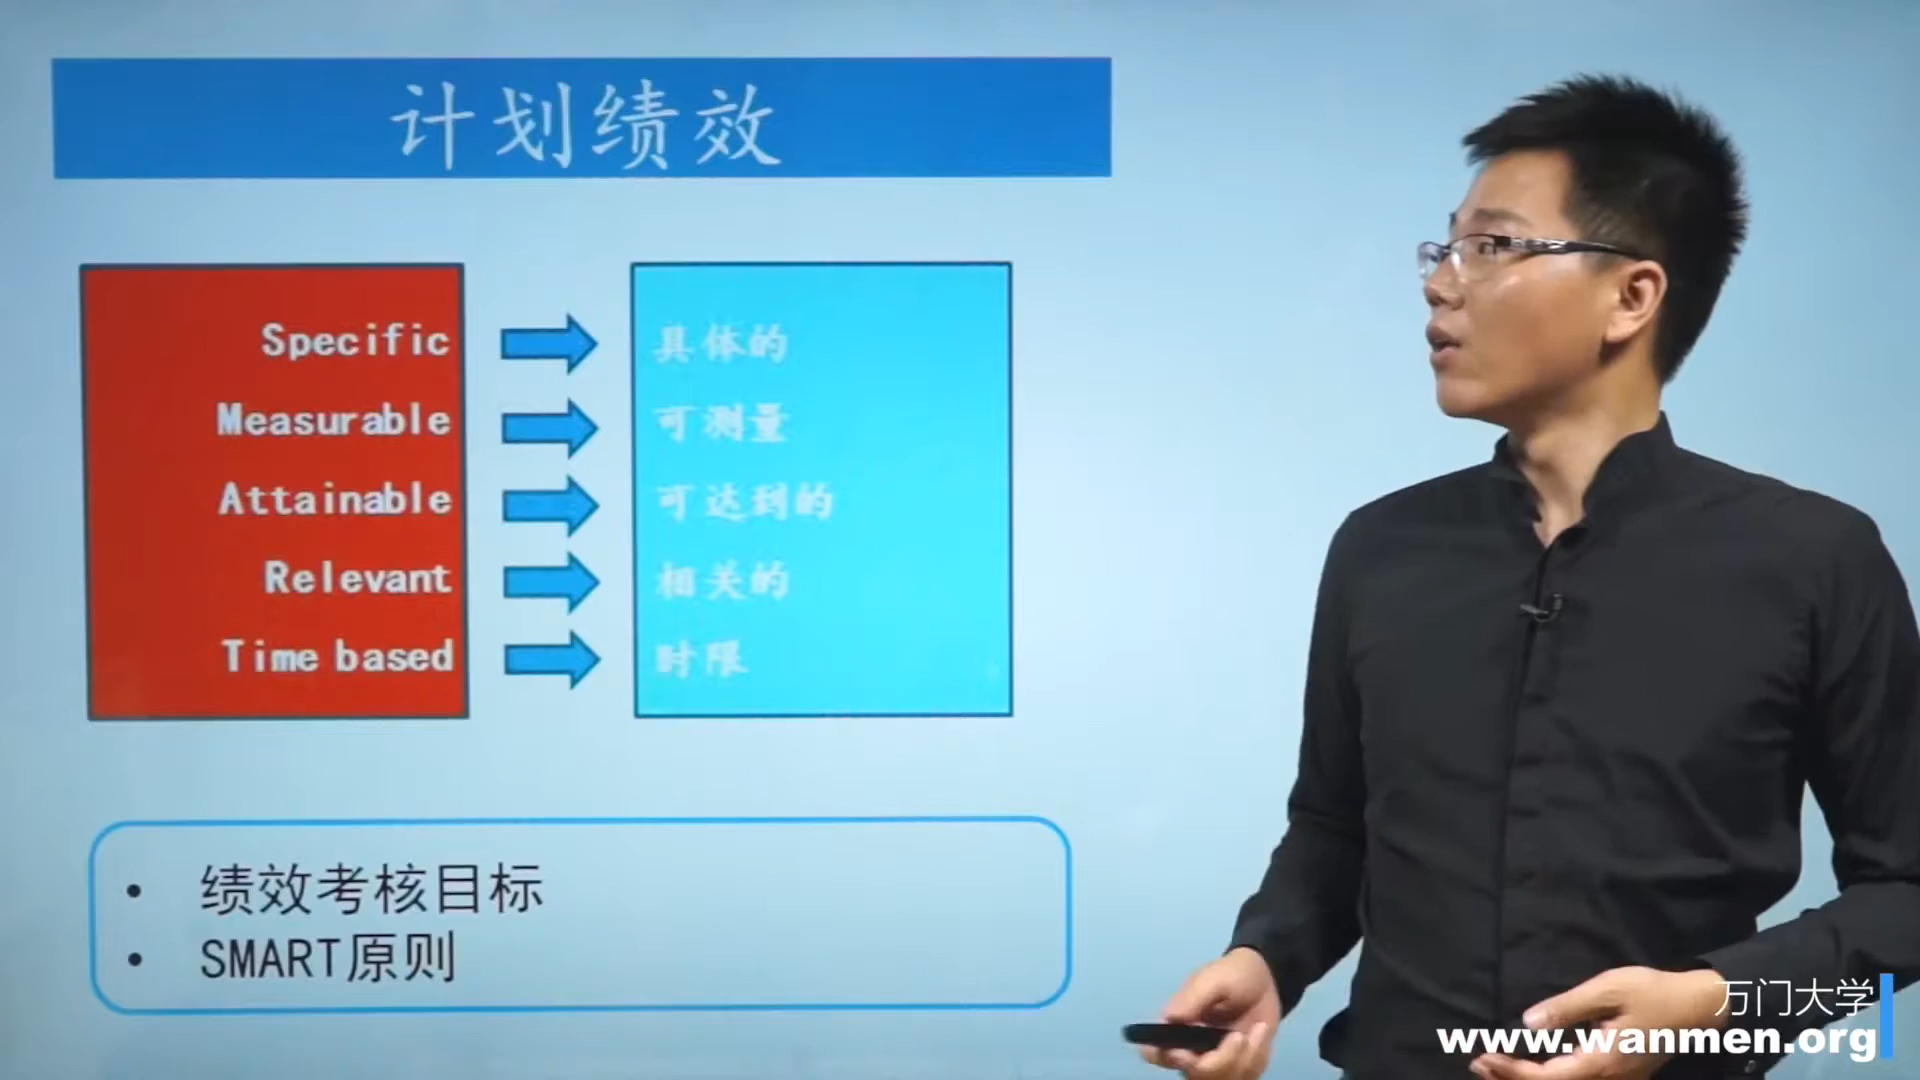 计划绩效
Specific
具体的
Measurable
可测量
Attainable
可达到的
Relevant
相关的
Time based
时限
• 绩效考核目标
• SMART原则
万门大学
www.wanmen.org